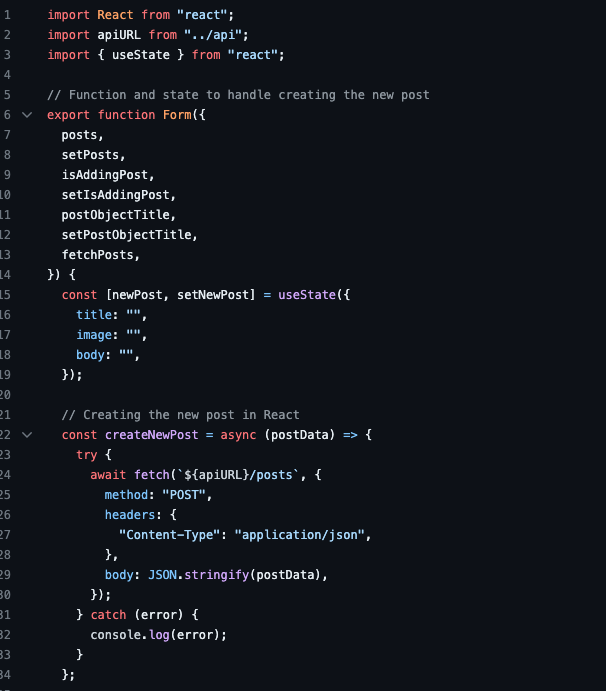 1 import React from "react";
2 import apiURL from "../api";
3 import { useState } from "react";
4
5 // Function and state to handle creating the new post
6 export function Form({
7   posts,
8   setPosts,
9   isAddingPost,
10   setIsAddingPost,
11   postObjectTitle,
12   setPostObjectTitle,
13   fetchPosts,
14 }) {
15   const [newPost, setNewPost] = useState({
16     title: "",
17     image: "",
18     body: "",
19   });
20
21   // Creating the new post in React
22   const createNewPost = async (postData) => {
23     try {
24       await fetch(`${apiURL}/posts`, {
25         method: "POST",
26         headers: {
27           "Content-Type": "application/json",
28         },
29         body: JSON.stringify(postData),
30       });
31     } catch (error) {
32       console.log(error);
33     }
34   };